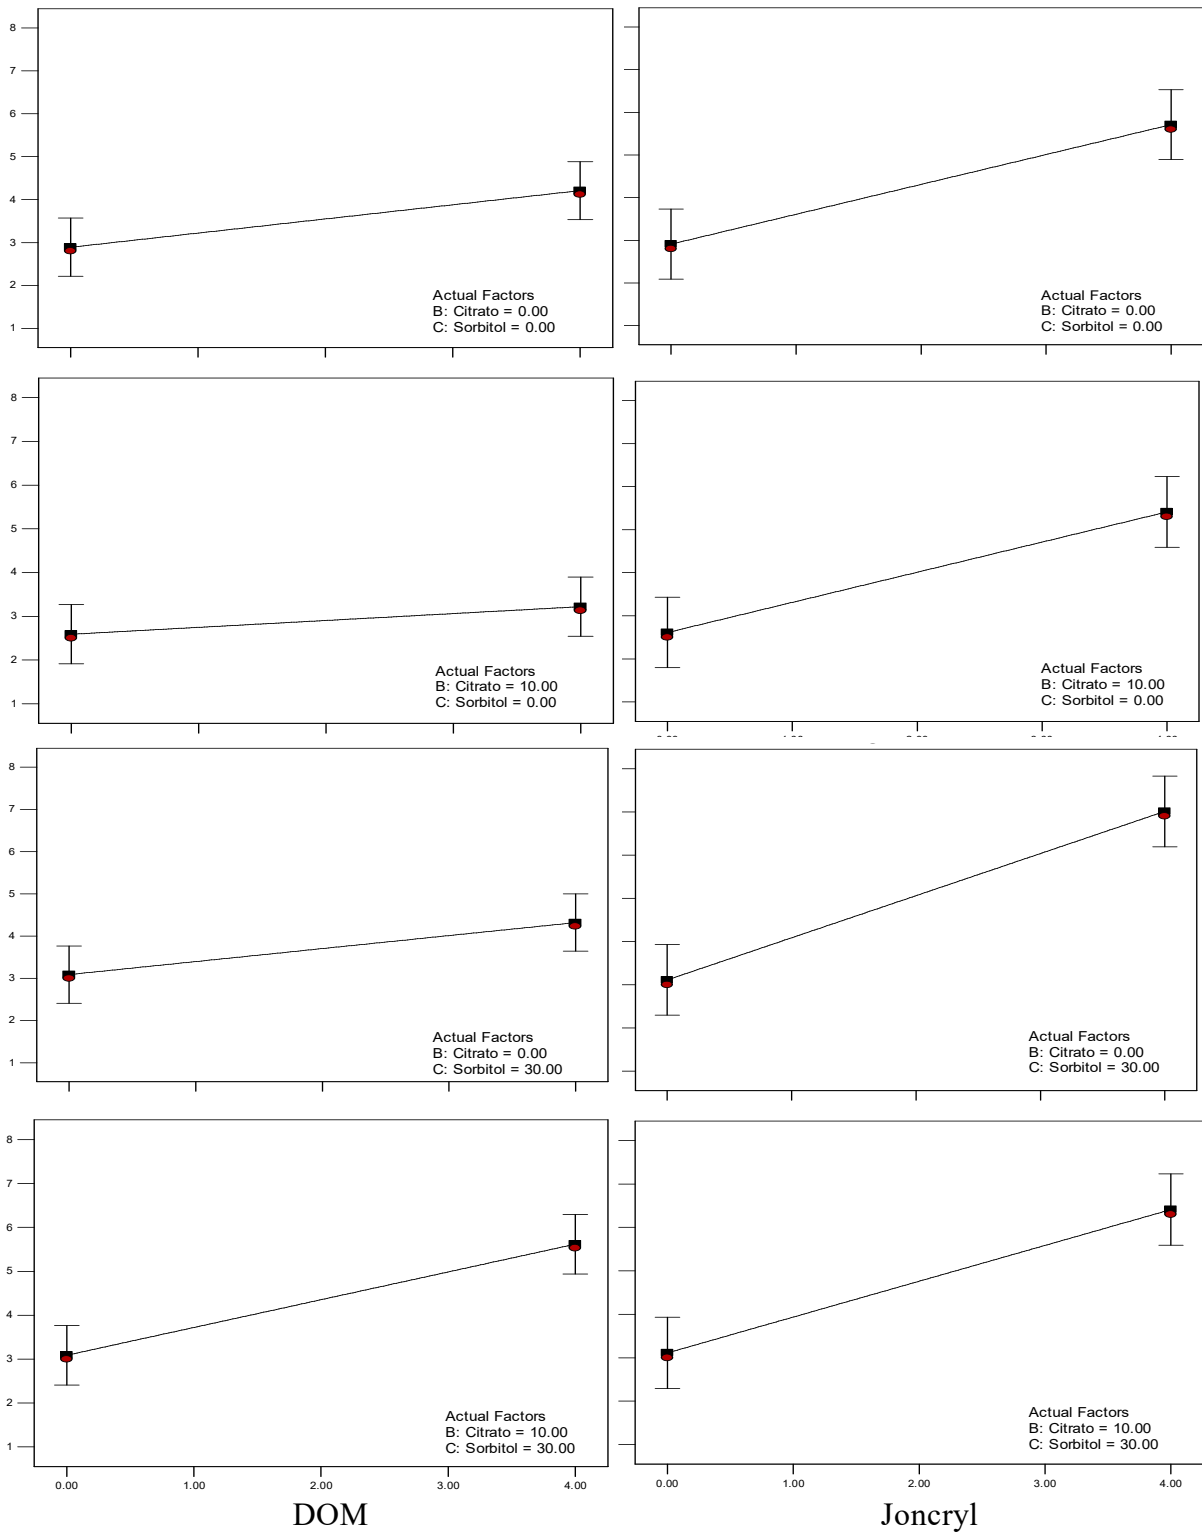 8
7
6
5
4
3
2
1
Actual Factors
B: Citrato = 0.00
C: Sorbitol = 0.00
Actual Factors
B: Citrato = 0.00
C: Sorbitol = 0.00
8
7
6
5
4
3
2
1
Actual Factors
B: Citrato = 10.00
C: Sorbitol = 0.00
Actual Factors
B: Citrato = 10.00
C: Sorbitol = 0.00
8
7
6
5
4
3
2
1
Actual Factors
B: Citrato = 0.00
C: Sorbitol = 30.00
Actual Factors
B: Citrato = 0.00
C: Sorbitol = 30.00
8
7
6
5
4
3
2
1
Actual Factors
B: Citrato = 10.00
C: Sorbitol = 30.00
0.00 1.00 2.00 3.00 4.00
DOM
Actual Factors
B: Citrato = 10.00
C: Sorbitol = 30.00
0.00 1.00 2.00 3.00 4.00
Joncryl